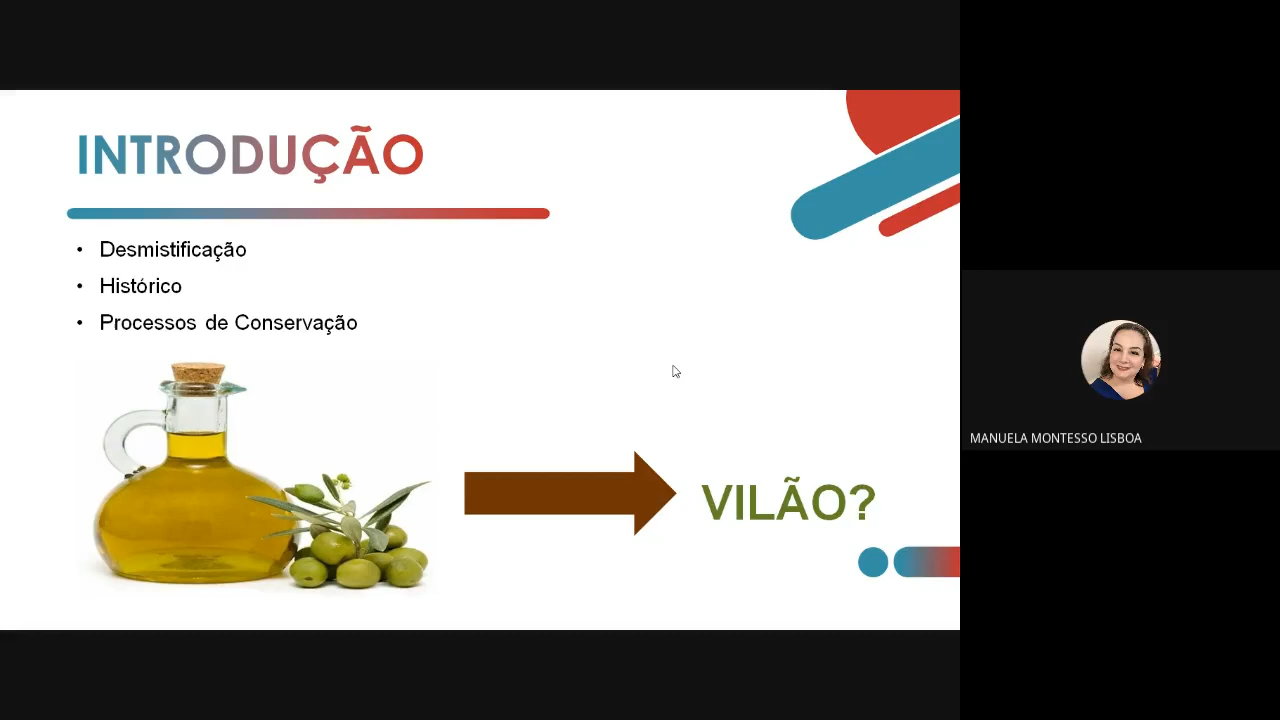 INTRODUÇÃO
• Desmistificação
• Histórico
• Processos de Conservação
VILÃO?
MANUELA MONTESSO LISBOA